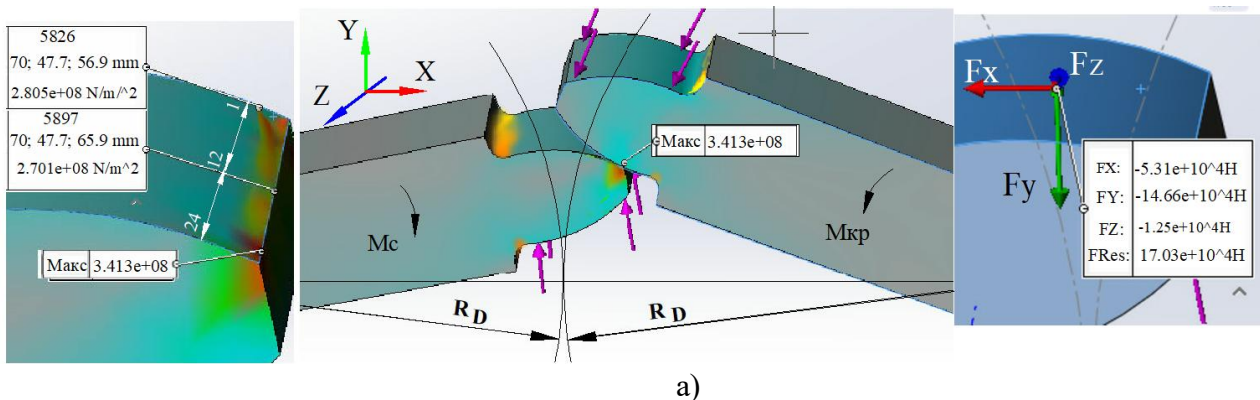 5826
70; 47.7; 56.9 mm
2.805e+08 N/m/^2
5897
70; 47.7; 65.9 mm
2.701e+08 N/m/^2
1
12
24
Макс 3.413e+08
Y
X
Z
Макс 3.413e+08
Mc
Мкр
R D
R D
Fx
Fz
Fy
FX: -5.31e+10^4H
FY: -14.66e+10^4H
FZ: -1.25e+10^4H
FRes: 17.03e+10^4H
а)